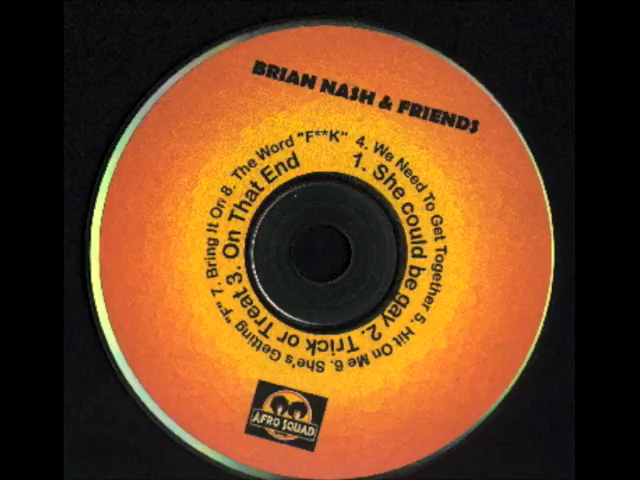 BRIAN NASH & FRIENDS
1. She could be gay 2. Trick or Treat 3. On That End
4. We Need To Get Together 5. Hit On Me 6. She's Getting "F" 7. Bring It On 8. The Word "F**K"
AFRO SQUAD